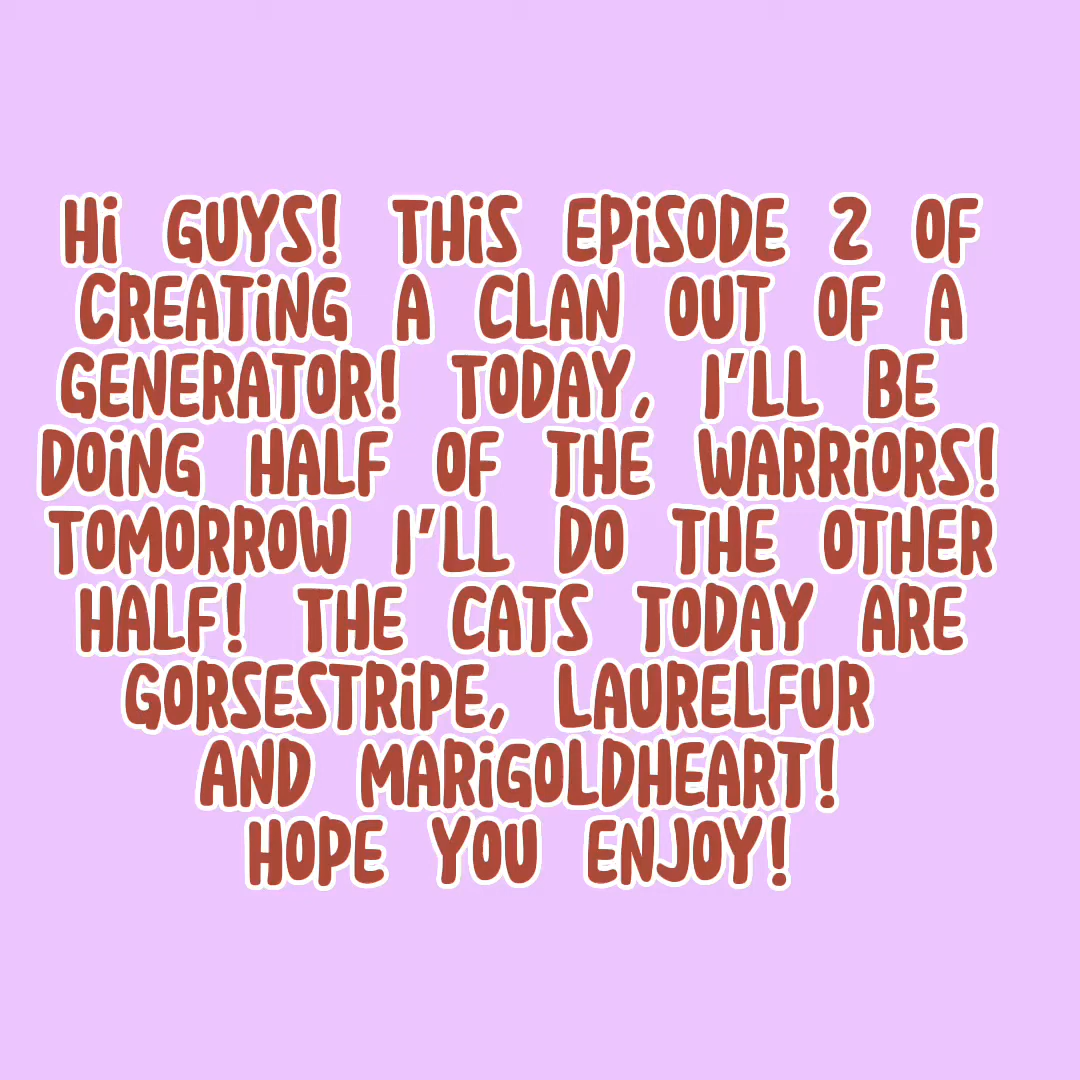 Hi GUYS! THiS EPiSODE 2 OF
CREATiNG A CLAN OUT OF A
GENERATOR! TODAY, I'LL BE
DOiNG HALF OF THE WARRiORS!
TOMORROW I'LL DO THE OTHER
HALF! THE CATS TODAY ARE
GORSESTRiPE, LAURELFUR
AND MARiGOLDHEART!
HOPE YOU ENJOY!